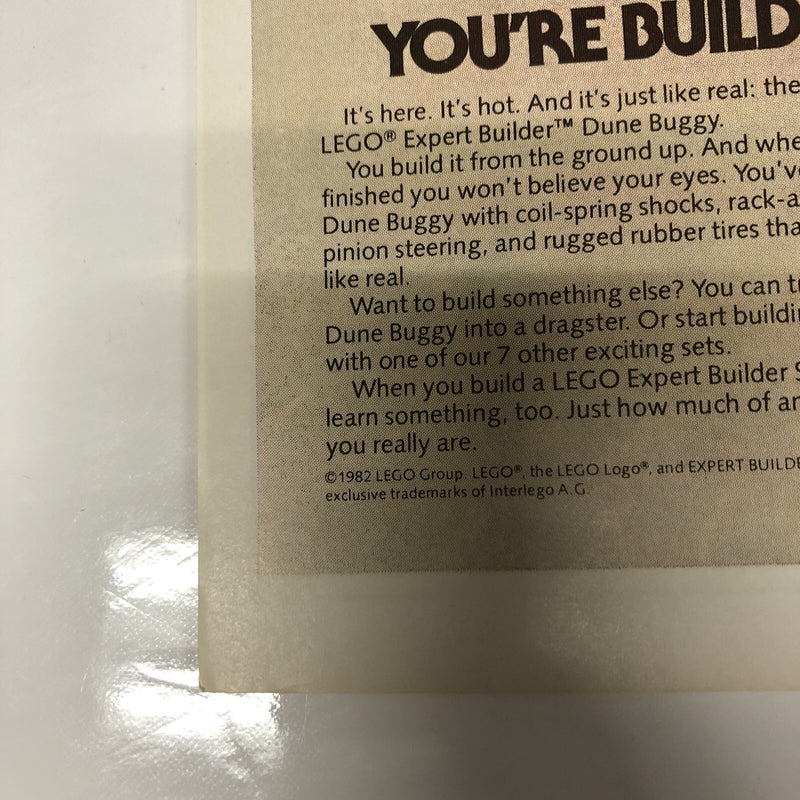 YOU'RE BUILD
It's here. It's hot. And it's just like real: the
LEGO® Expert Builder™ Dune Buggy.
You build it from the ground up. And whe
finished you won't believe your eyes. You'v
Dune Buggy with coil-spring shocks, rack-a
pinion steering, and rugged rubber tires tha
like real.
Want to build something else? You can t
Dune Buggy into a dragster. Or start buildi
with one of our 7 other exciting sets.
When you build a LEGO Expert Builder S
learn something, too. Just how much of an
you really are.
©1982 LEGO Group. LEGO®, the LEGO Logo®, and EXPERT BUILDE
exclusive trademarks of Interlego A.G.